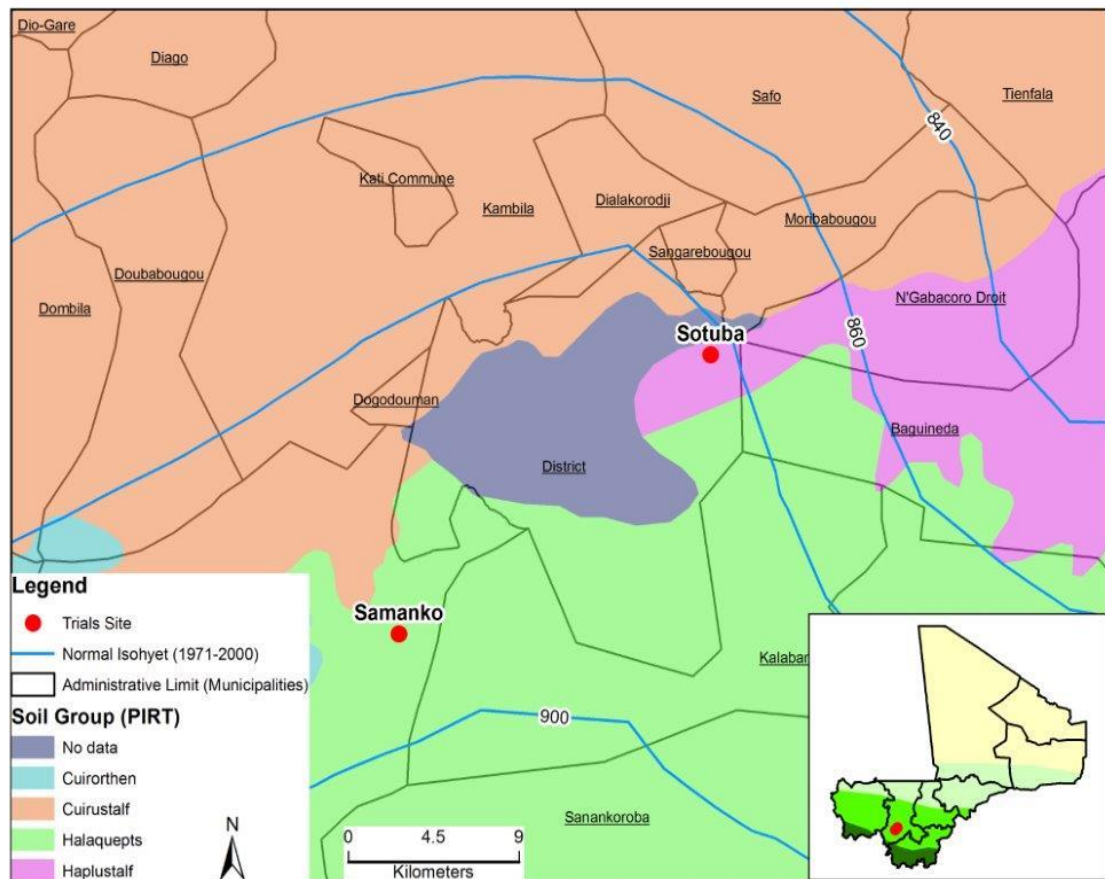 Dio-Gare
Diago
Safo
Tienfala
840
Kati Commune
Kambila
Dialakorodji
Moribabougou
Sangarebougou
Doubabougou
Dombila
N'Gabacoro Droit
Sotuba
860
Dogodouman
Baguineda
District
Samanko
900
Sanankoroba
Legend
Trials Site
Normal Isohyet (1971-2000)
Administrative Limit (Municipalities)
Soil Group (PIRT)
No data
Cuirorthen
Cuirustalf
Halaquepts
Haplustalf
N
0 4.5 9
Kilometers